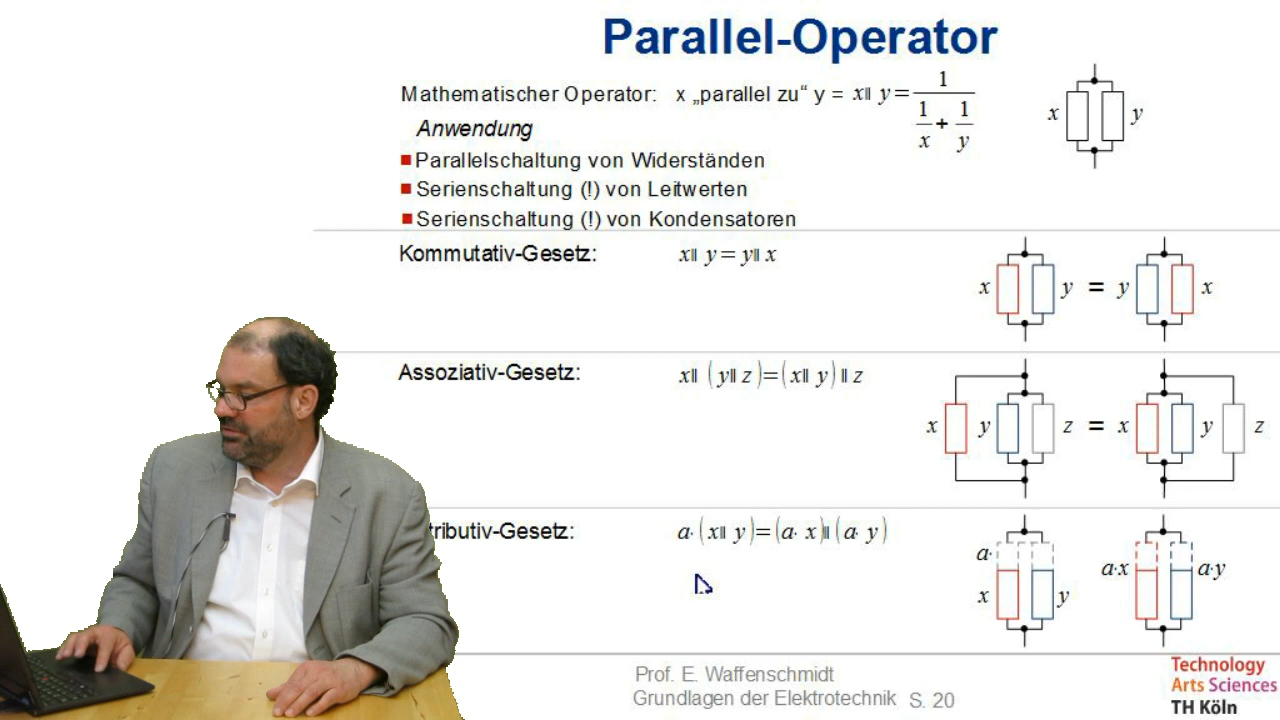 Parallel-Operator
Mathematischer Operator: x „parallel zu“ y = x॥ y = 1 / (1/x + 1/y)
x y
Anwendung
Parallelschaltung von Widerständen
Serienschaltung (!) von Leitwerten
Serienschaltung (!) von Kondensatoren
Kommutativ-Gesetz: x॥ y = y॥ x
x y = y x
Assoziativ-Gesetz: x॥ (y॥ z)=(x॥ y)॥ z
x y z = x y z
tributiv-Gesetz: a·(x॥ y)=(a· x)॥(a· y)
a· a·x a·y
x y
Prof. E. Waffenschmidt
Grundlagen der Elektrotechnik S. 20
Technology
Arts Sciences
TH Köln